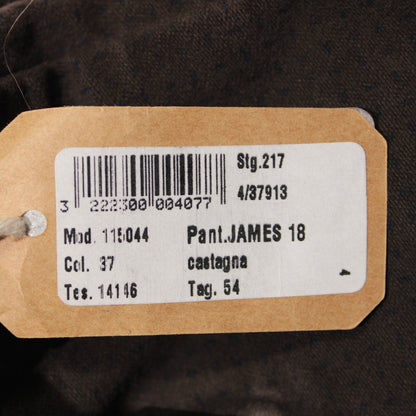 Stg.217
4/37913
3 222300 004077
Mod. 115044 Pant.JAMES 18
Col. 37 castagna
Tes. 14146 Tag. 54
4